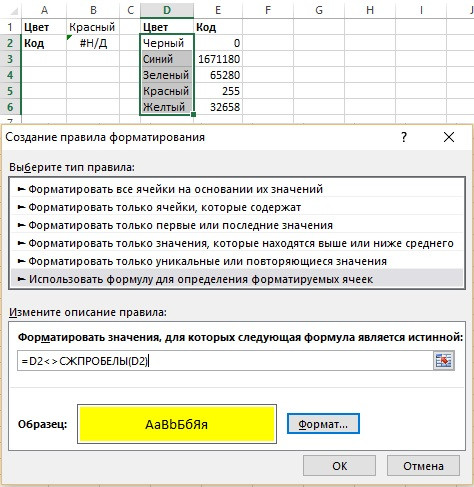 A B C D E F G H I J
1 Цвет Красный Цвет Код
2 Код #Н/Д Черный 0
3 Синий 1671180
4 Зеленый 65280
5 Красный 255
6 Желтый 32658
Создание правила форматирования ? ×
Выберите тип правила:
► Форматировать все ячейки на основании их значений
► Форматировать только ячейки, которые содержат
► Форматировать только первые или последние значения
► Форматировать только значения, которые находятся выше или ниже среднего
► Форматировать только уникальные или повторяющиеся значения
► Использовать формулу для определения форматируемых ячеек
Измените описание правила:
Форматировать значения, для которых следующая формула является истинной:
=D2<>СЖПРОБЕЛЫ(D2)
Образец: АаВbБбЯя Формат...
ОК Отмена